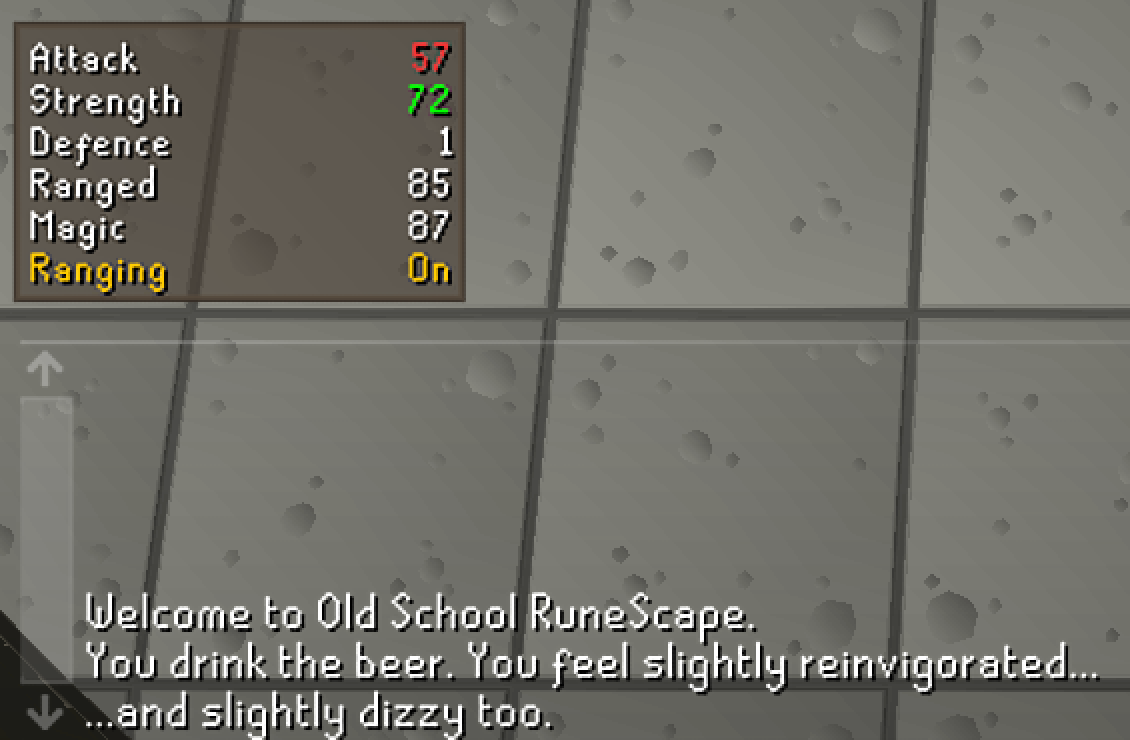 Attack 57
Strength 72
Defence 1
Ranged 85
Magic 87
Ranging On
Welcome to Old School RuneScape.
You drink the beer. You feel slightly reinvigorated...
...and slightly dizzy too.